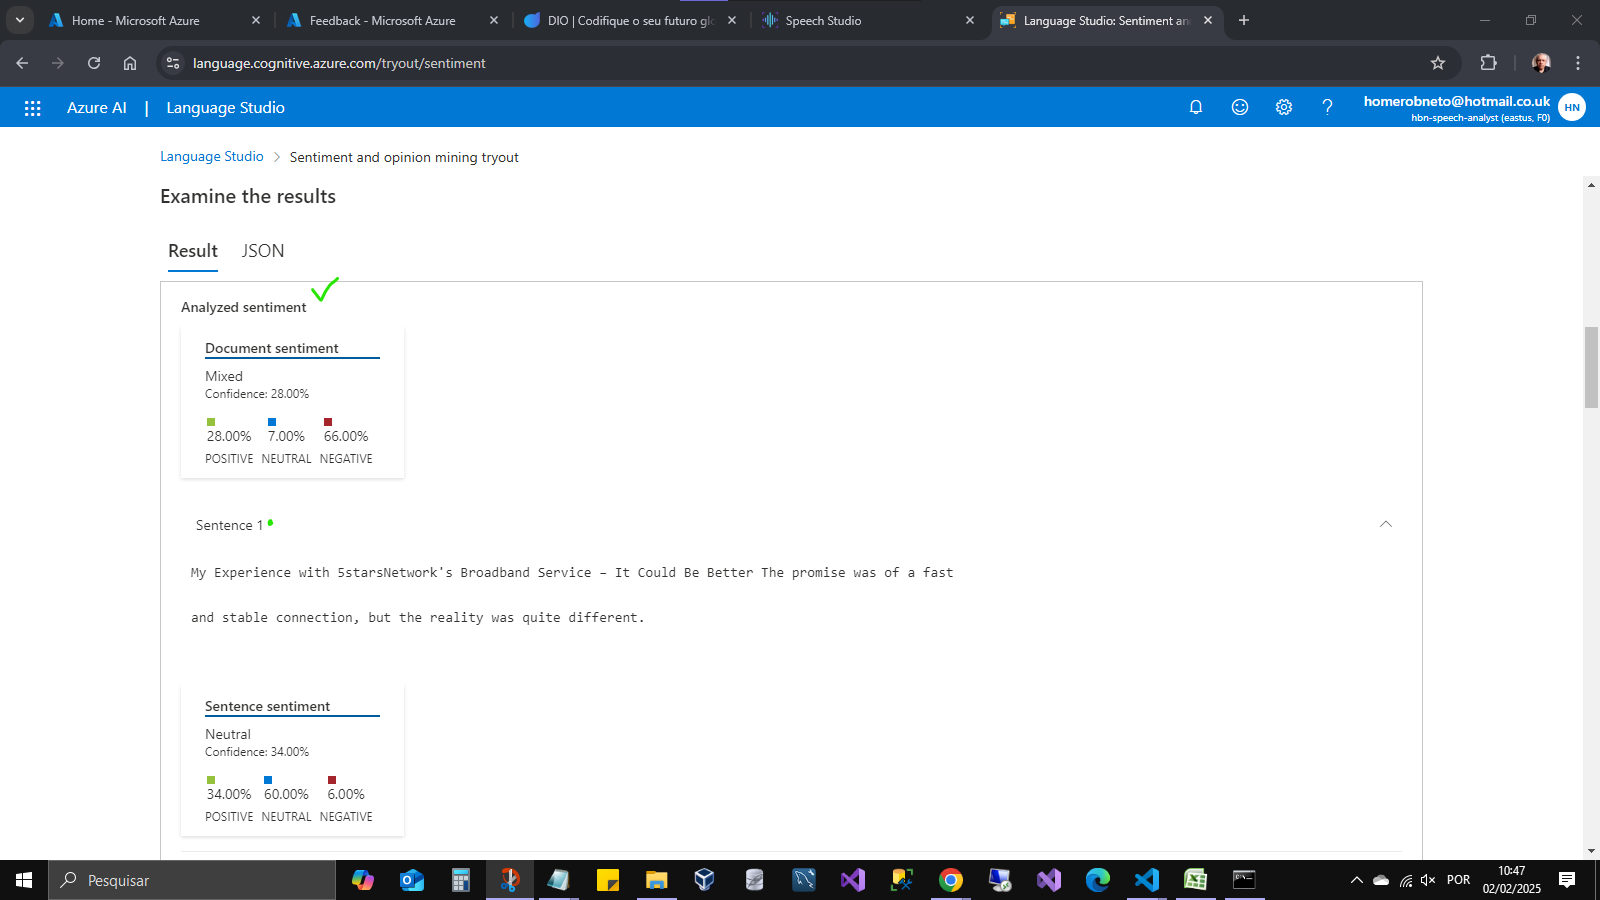 Home - Microsoft Azure
Feedback - Microsoft Azure
DIO | Codifique o seu futuro glo
Speech Studio
Language Studio: Sentiment an
language.cognitive.azure.com/tryout/sentiment
Azure AI | Language Studio
homerobneto@hotmail.co.uk
hbn-speech-analyst (eastus, F0)
HN
Language Studio > Sentiment and opinion mining tryout
Examine the results
Result JSON
Analyzed sentiment
Document sentiment
Mixed
Confidence: 28.00%
28.00% 7.00% 66.00%
POSITIVE NEUTRAL NEGATIVE
Sentence 1
My Experience with 5starsNetwork's Broadband Service – It Could Be Better The promise was of a fast
and stable connection, but the reality was quite different.
Sentence sentiment
Neutral
Confidence: 34.00%
34.00% 60.00% 6.00%
POSITIVE NEUTRAL NEGATIVE
Pesquisar
POR
10:47
02/02/2025